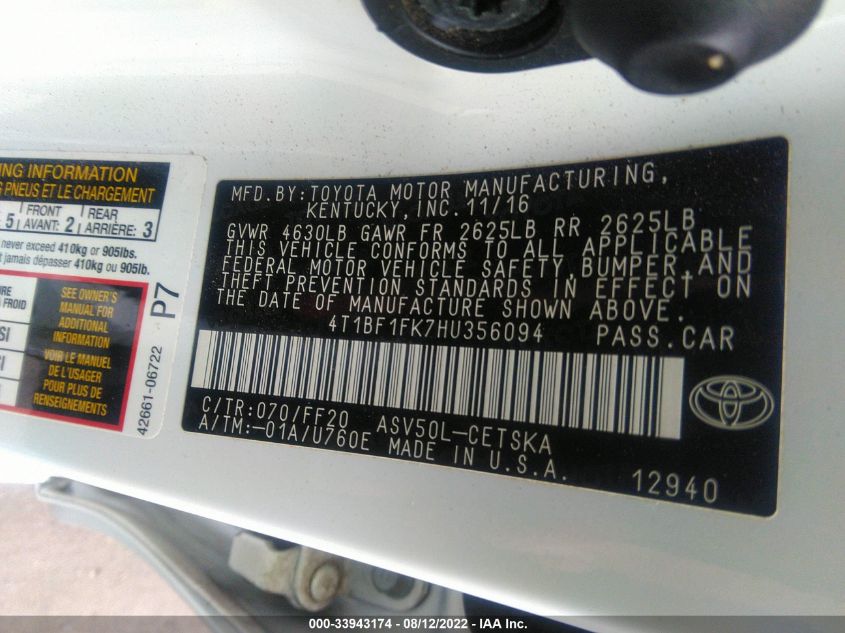 NG INFORMATION
PNEUS ET LE CHARGEMENT
5 FRONT AVANT: 2 REAR ARRIÈRE: 3
never exceed 410kg or 905lbs.
jamais dépasser 410kg ou 905lb.
FROID
SEE OWNER'S
MANUAL FOR
ADDITIONAL
INFORMATION
VOIR LE MANUEL
DE L'USAGER
POUR PLUS DE
RENSEIGNEMENTS
P7
42661-06722
MFD.BY:TOYOTA MOTOR MANUFACTURING,
KENTUCKY,INC.11/16
GVWR 4630LB GAWR FR 2625LB RR 2625LB
THIS VEHICLE CONFORMS TO ALL APPLICABLE
FEDERAL MOTOR VEHICLE SAFETY,BUMPER,AND
THEFT PREVENTION STANDARDS IN EFFECT ON
THE DATE OF MANUFACTURE SHOWN ABOVE.
4T1BF1FK7HU356094 PASS.CAR
C/TR:070/FF20 ASV50L-CETSKA
A/TM:-01A/U760E MADE IN U.S.A.
12940
000-33943174 - 08/12/2022 - IAA Inc.